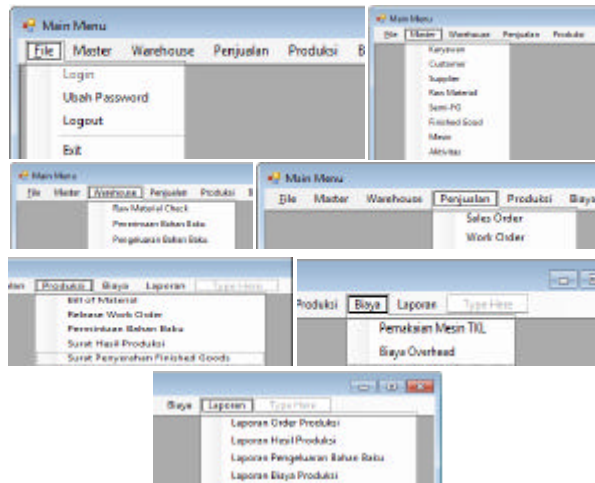 Main Menu
File Master Warehouse Penjualan Produksi B
Login
Ubah Password
Logout
Exit
Main Menu
File Master Warehouse Penjualan Produksi
Karyawan
Customer
Supplier
Raw Material
Semi-FG
Finished Good
Mesin
Aktivitas
Main Menu
File Master Warehouse Penjualan Produksi B
Raw Material Check
Permintaan Bahan Baku
Pengeluaran Bahan Baku
Main Menu
File Master Warehouse Penjualan Produksi Biaya
Sales Order
Work Order
lan Produksi Biaya Laporan Type Here
Bill of Material
Release Work Order
Permintaan Bahan Baku
Surat Hasil Produksi
Surat Penyerahan Finished Goods
Produksi Biaya Laporan Type Here
Pemakaian Mesin TKL
Biaya Overhead
Biaya Laporan Type Here
Laporan Order Produksi
Laporan Hasil Produksi
Laporan Pengeluaran Bahan Baku
Laporan Biaya Produksi